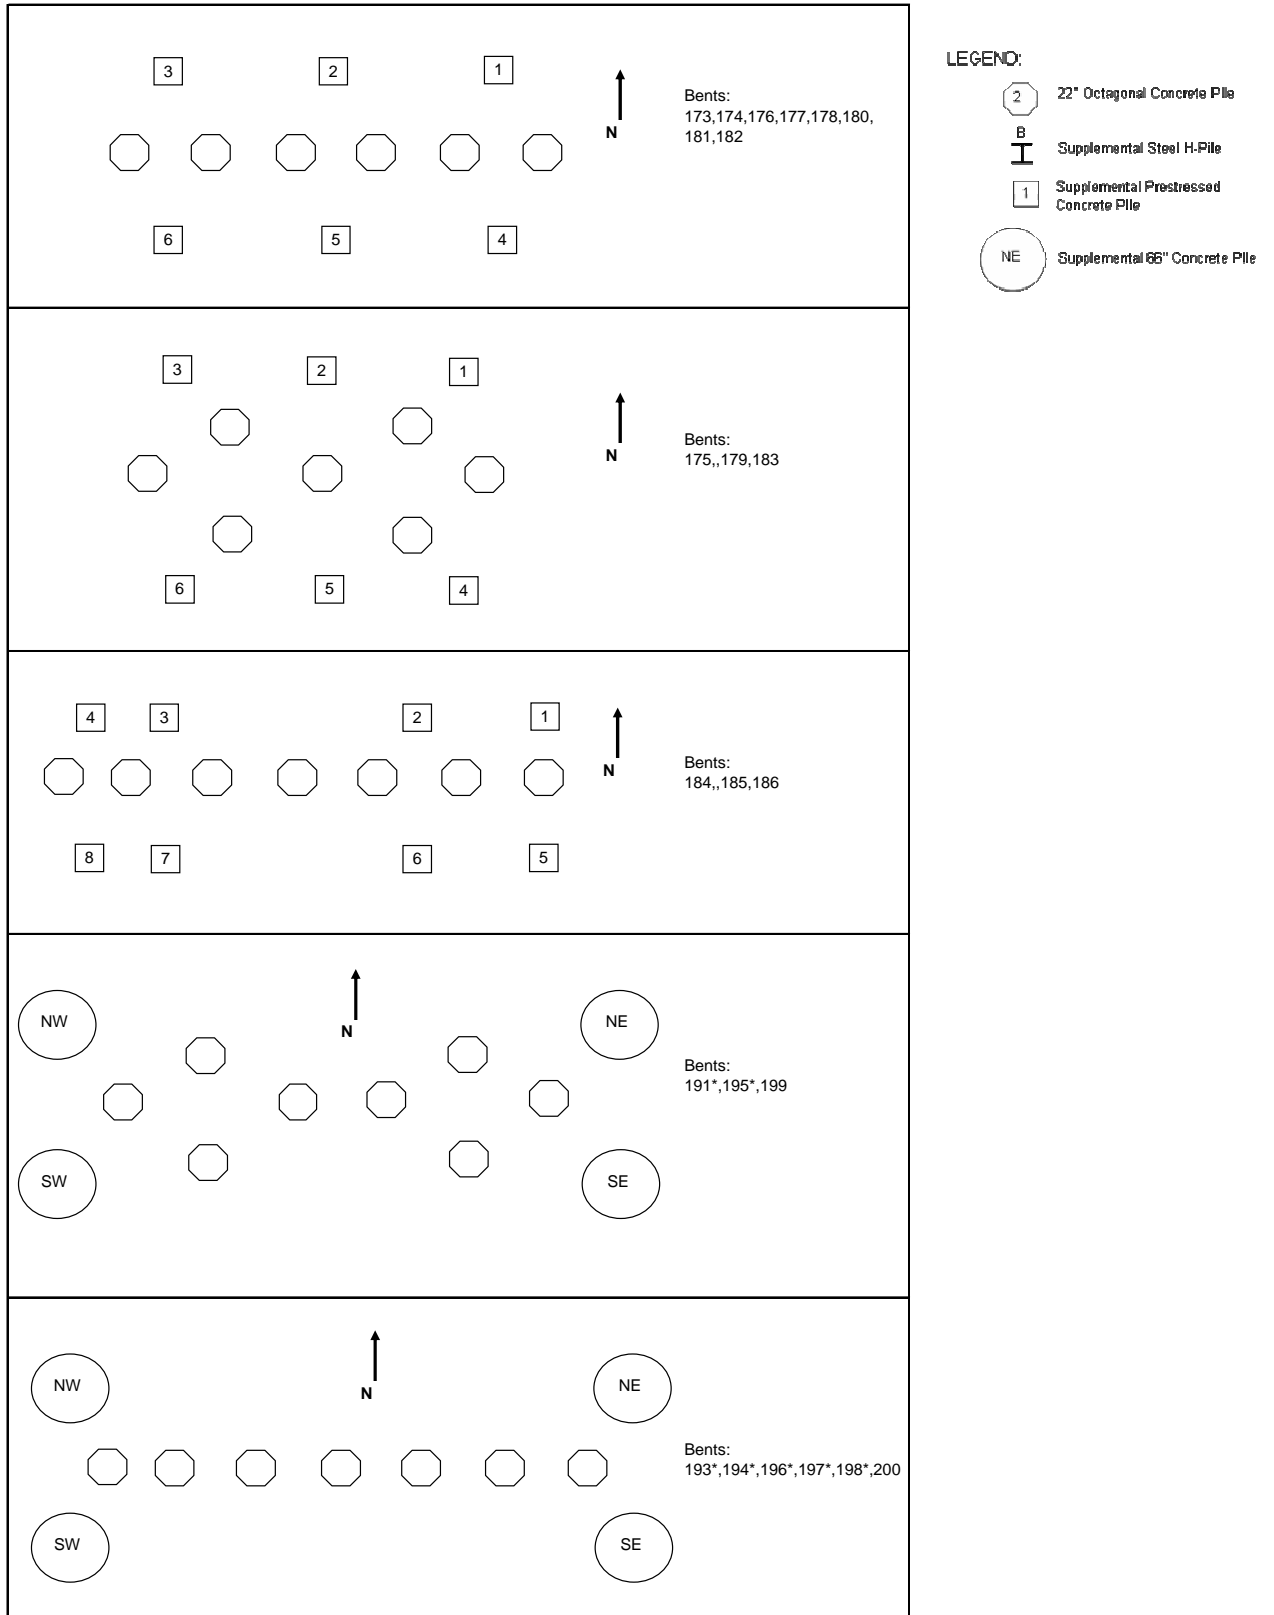 3 2 1
N
Bents:
173,174,176,177,178,180,
181,182
6 5 4
3 2 1
N
Bents:
175,,179,183
6 5 4
4 3 2 1
N
Bents:
184,,185,186
8 7 6 5
NW NE
N
Bents:
191*,195*,199
SW SE
NW NE
N
Bents:
193*,194*,196*,197*,198*,200
SW SE
LEGEND:
2 22" Octagonal Concrete Pile
B
Supplemental Steel H-Pile
1 Supplemental Prestressed
Concrete Pile
NE Supplemental 66" Concrete Pile